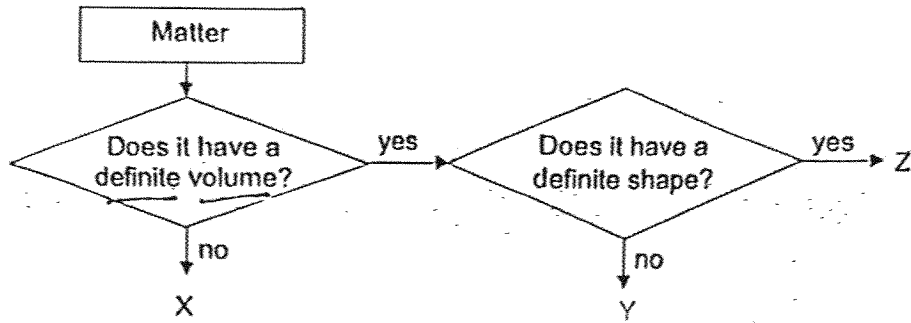 Matter
Does it have a
definite volume?
yes
no
X
Does it have a
definite shape?
yes
Z
no
Y